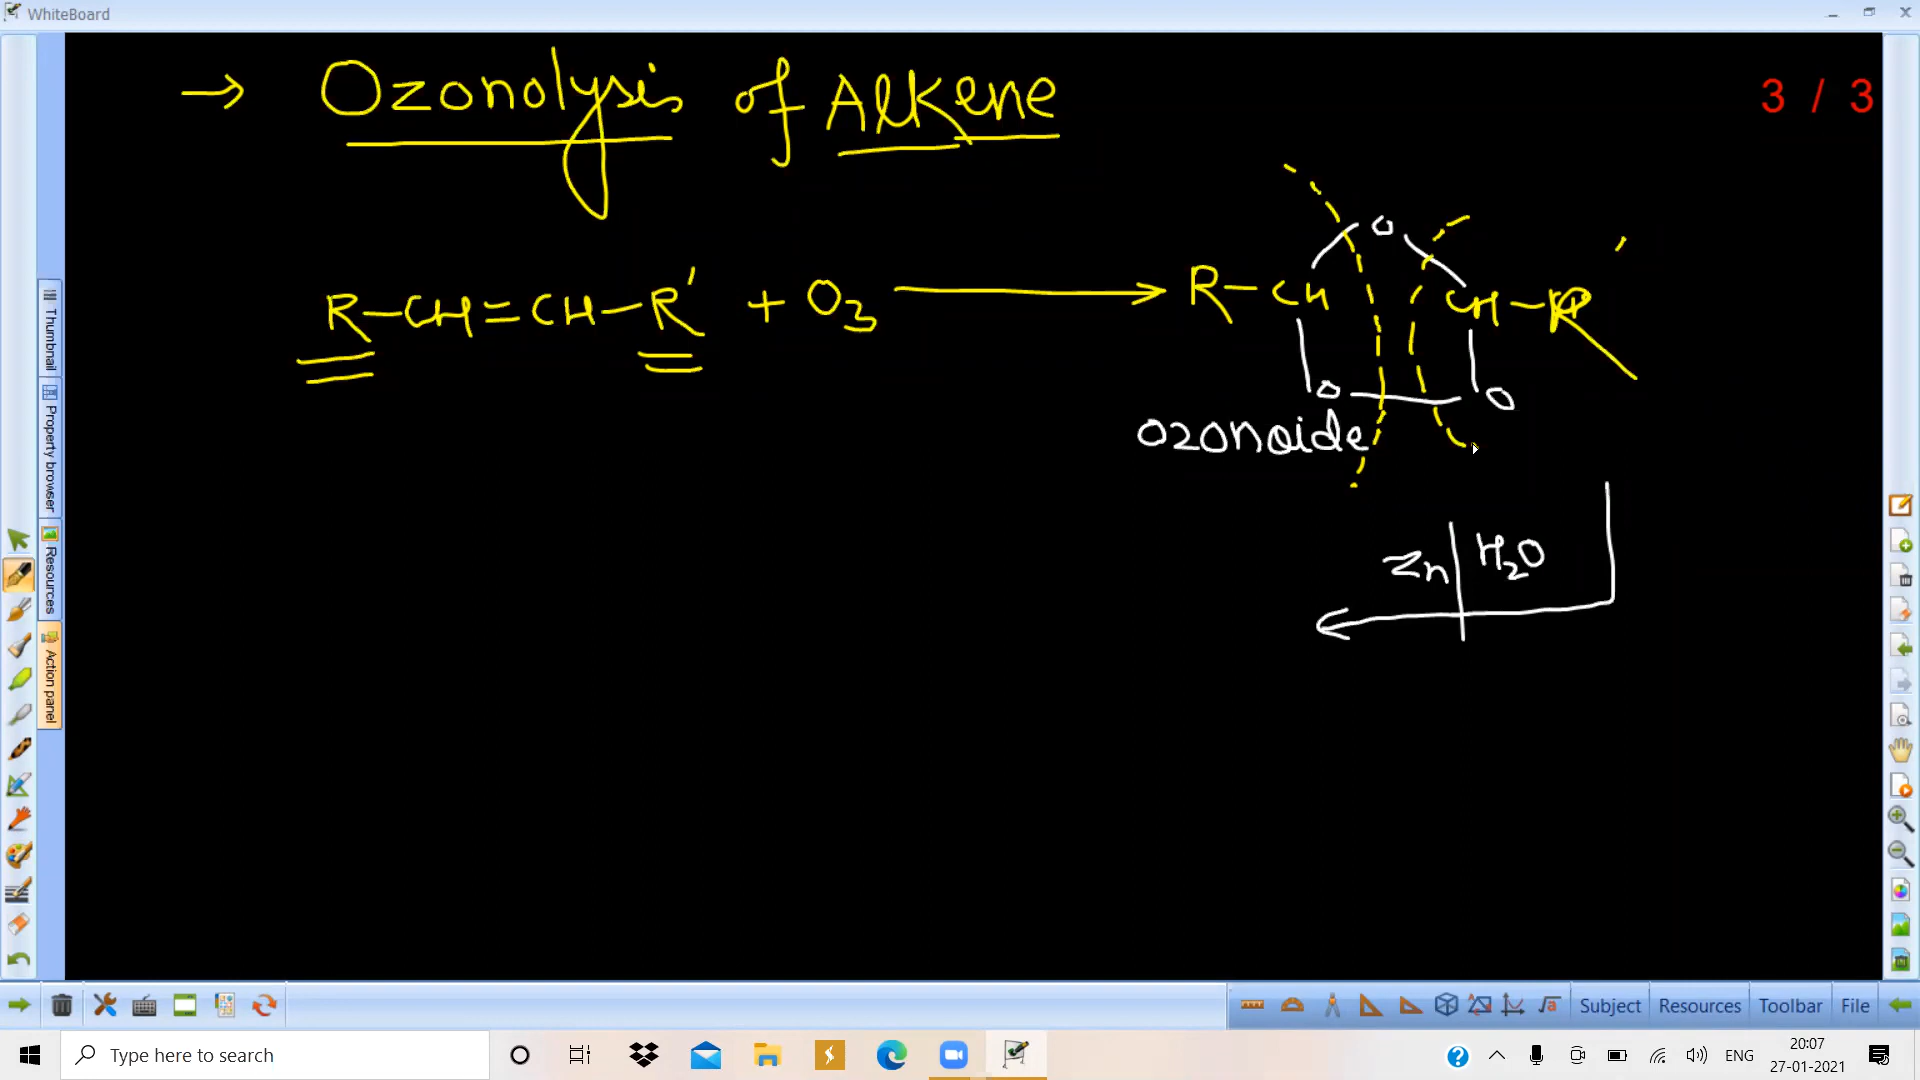 WhiteBoard
→ Ozonolysis of Alkene
3 / 3
R-CH=CH-R' + O3 → R-CH
O
CH-R'
O
O
Ozonoide
Zn | H2O
Thumbnail
Property browser
Resources
Action panel
Subject
Resources
Toolbar
File
Type here to search
ENG
20:07
27-01-2021